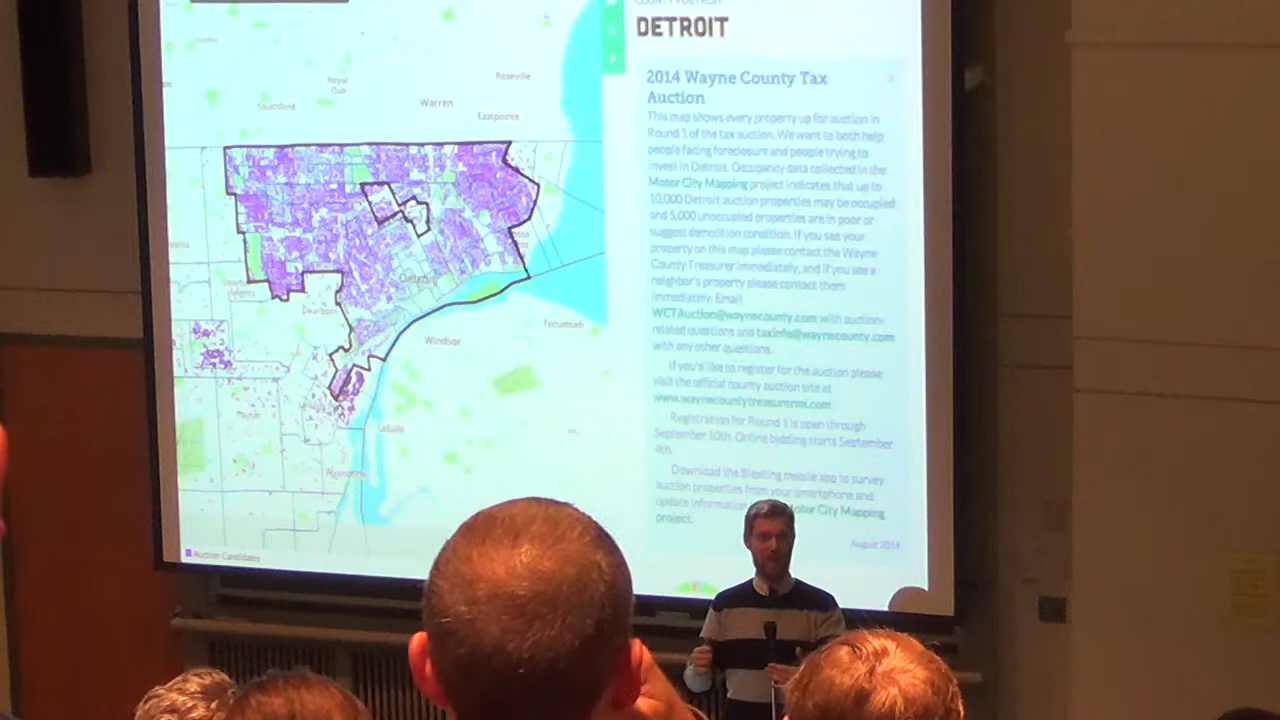 DETROIT
2014 Wayne County Tax
Auction
This map shows every property up for auction in
Round 1 of the tax auction. We want to both help
people facing foreclosure and people trying to
invest in Detroit. Occupancy data collected in the
Motor City Mapping project indicates that up to
10,000 Detroit auction properties may be occupied
and 5,000 unoccupied properties are in poor or
suggest demolition condition. If you see your
property on this map please contact the Wayne
County Treasurer immediately, and if you see a
neighbor's property please contact them
immediately. Email
WCTAuction@waynecounty.com with auction-
related questions and taxinfo@waynecounty.com
with any other questions.
If you'd like to register for the auction please
visit the official county auction site at
www.waynecountytreasurermi.com
Registration for Round 1 is open through
September 10th. Online bidding starts September
4th.
Download the Blexting mobile app to survey
auction properties from your smartphone and
update information Motor City Mapping
project.
August 2014
Royal
Oak
Roseville
Southfield
Warren
Eastpointe
Detroit
Dearborn
Windsor
Tecumseh
Taylor
LaSalle
Auction Candidates